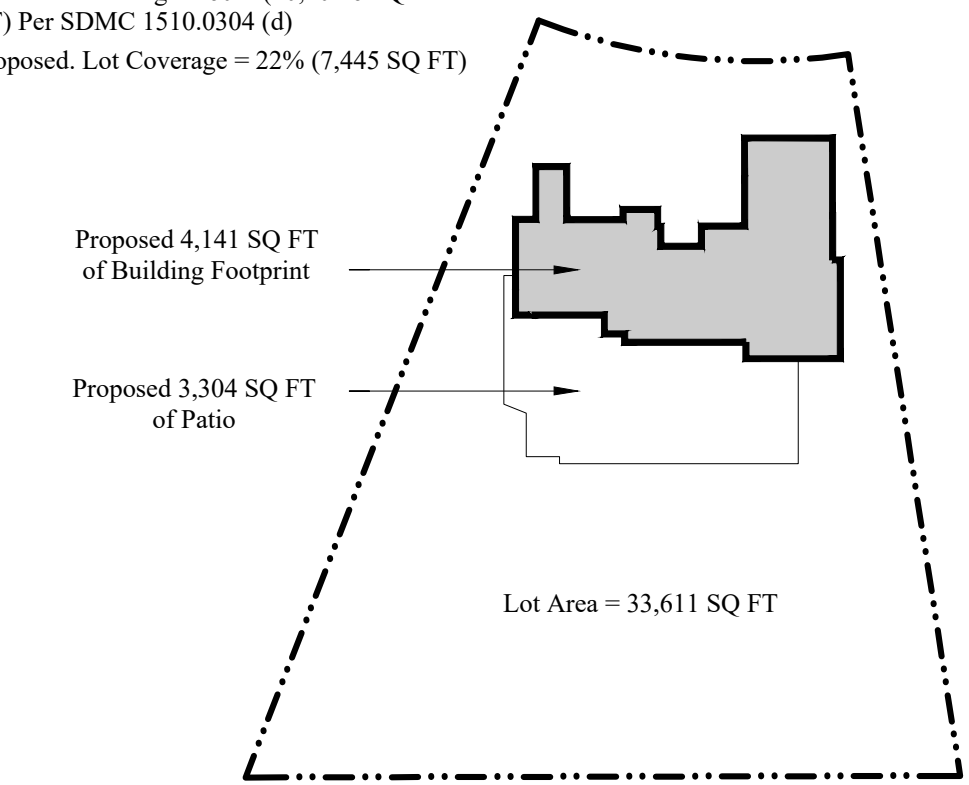 T) Per SDMC 1510.0304 (d)
oposed. Lot Coverage = 22% (7,445 SQ FT)
Proposed 4,141 SQ FT
of Building Footprint
Proposed 3,304 SQ FT
of Patio
Lot Area = 33,611 SQ FT